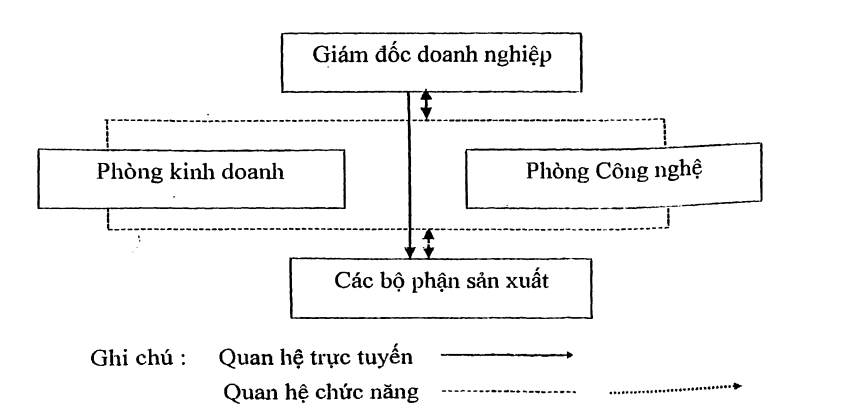 Giám đốc doanh nghiệp
Phòng kinh doanh
Phòng Công nghệ
Các bộ phận sản xuất
Ghi chú : Quan hệ trực tuyến
Quan hệ chức năng